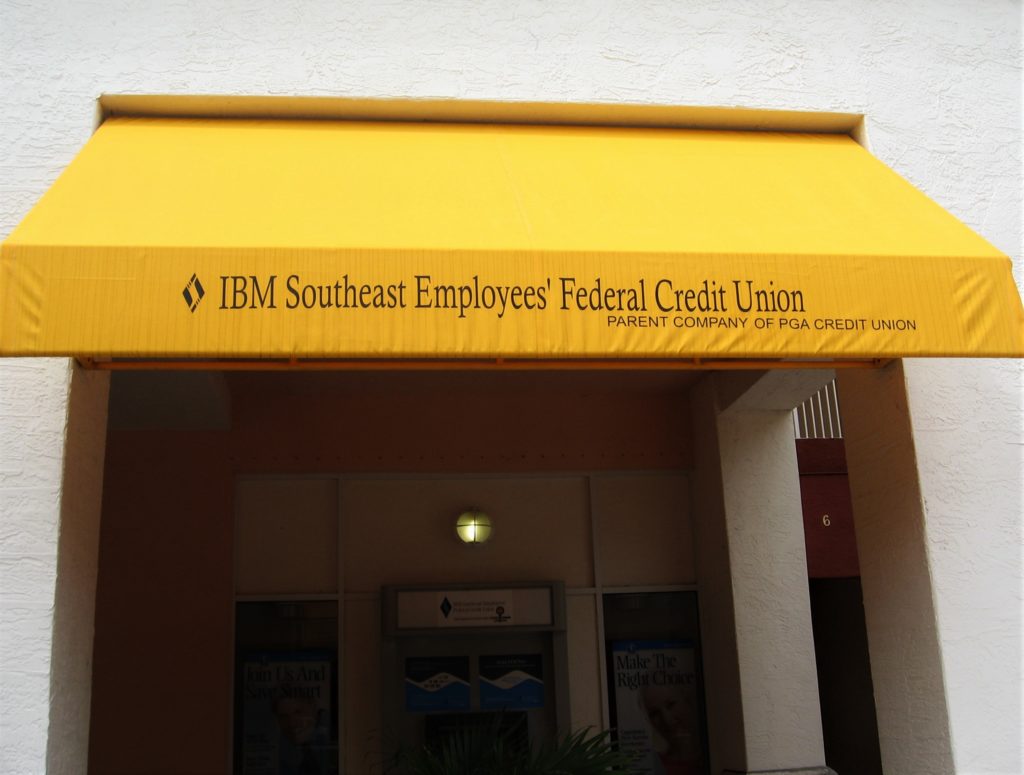 IBM Southeast Employees' Federal Credit Union
PARENT COMPANY OF PGA CREDIT UNION
6
Join Us And
Save Smart
Make The
Right Choice